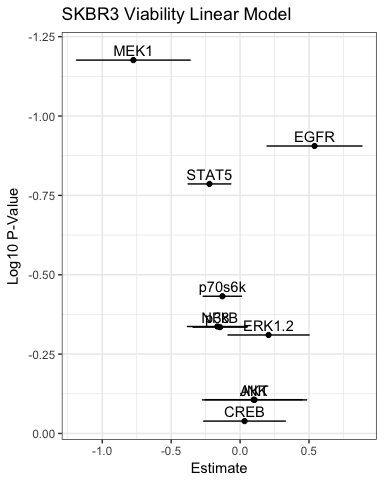 SKBR3 Viability Linear Model
-1.25
MEK1
-1.00
EGFR
STAT5
-0.75
Log10 P-Value
-0.50
p70s6k
ERK1.2
-0.25
CREB
0.00
-1.0
-0.5
0.0
0.5
Estimate